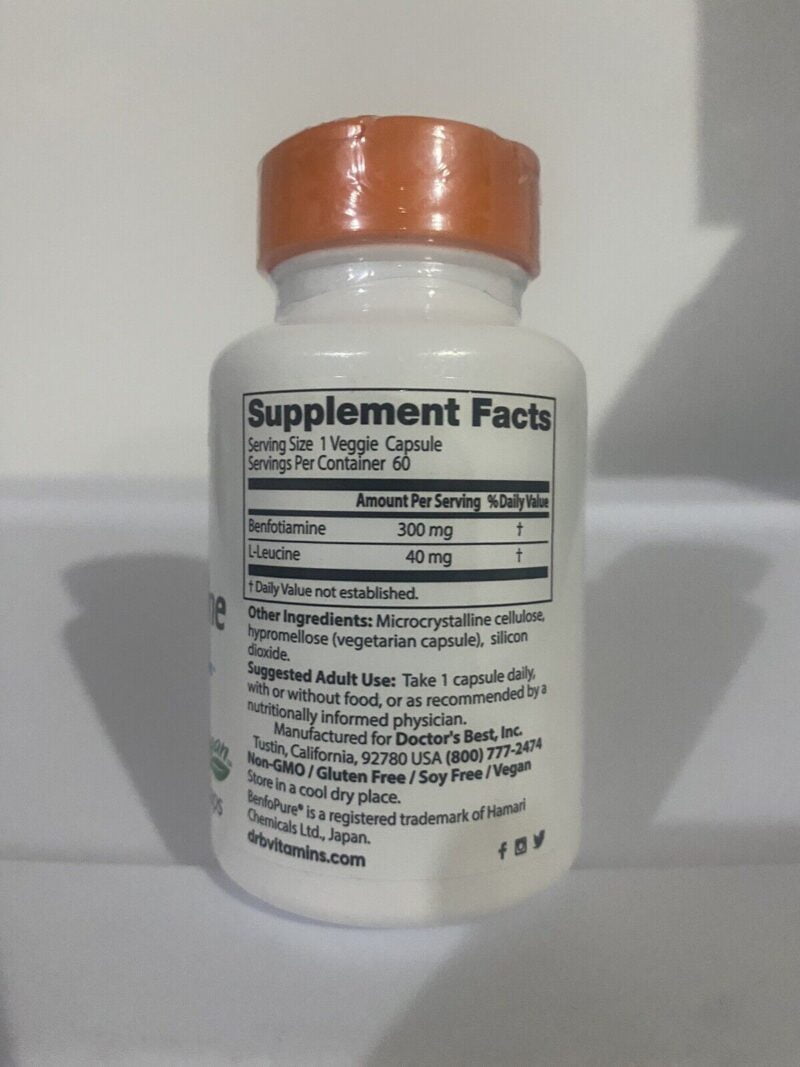 Supplement Facts
Serving Size 1 Veggie Capsule
Servings Per Container 60
Amount Per Serving % Daily Value
Benfotiamine 300 mg †
L-Leucine 40 mg †
† Daily Value not established.
Other Ingredients: Microcrystalline cellulose,
hypromellose (vegetarian capsule), silicon
dioxide.
Suggested Adult Use: Take 1 capsule daily,
with or without food, or as recommended by a
nutritionally informed physician.
Manufactured for Doctor's Best, Inc.
Tustin, California, 92780 USA (800) 777-2474
Non-GMO / Gluten Free / Soy Free / Vegan
Store in a cool dry place.
BenfoPure® is a registered trademark of Hamari
Chemicals Ltd., Japan.
drbvitamins.com